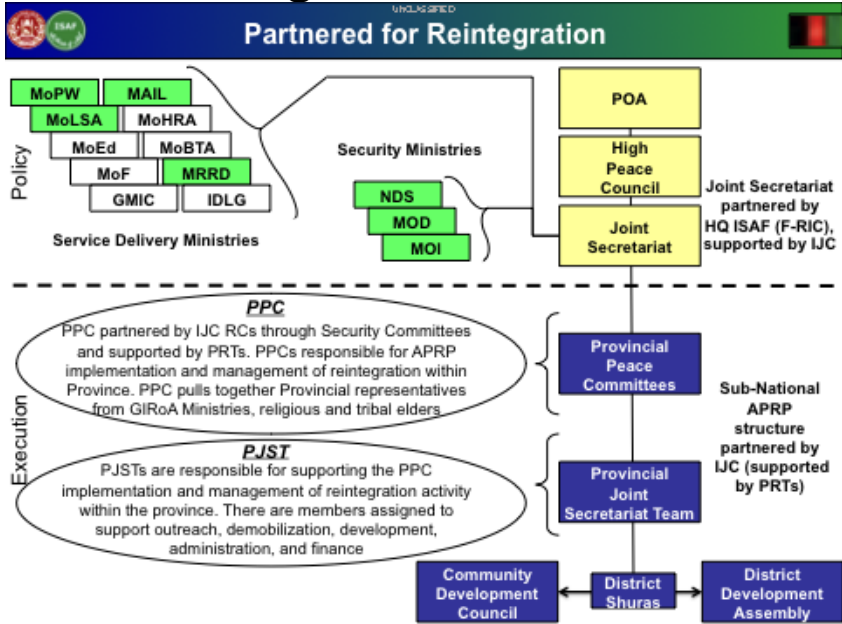 UNCLASSIFIED
ISAF
Partnered for Reintegration
MoPW
MAIL
MoLSA
MoHRA
MoEd
MoBTA
MoF
MRRD
GMIC
IDLG
Service Delivery Ministries
Policy
Security Ministries
NDS
MOD
MOI
POA
High
Peace
Council
Joint
Secretariat
Joint Secretariat
partnered by
HQ ISAF (F-RIC),
supported by IJC
Execution
PPC
PPC partnered by IJC RCs through Security Committees
and supported by PRTs. PPCs responsible for APRP
implementation and management of reintegration within
Province. PPC pulls together Provincial representatives
from GIRoA Ministries, religious and tribal elders
PJST
PJSTs are responsible for supporting the PPC
implementation and management of reintegration activity
within the province. There are members assigned to
support outreach, demobilization, development,
administration, and finance
Provincial
Peace
Committees
Provincial
Joint
Secretariat Team
Sub-National
APRP
structure
partnered by
IJC (supported
by PRTs)
Community
Development
Council
District
Shuras
District
Development
Assembly